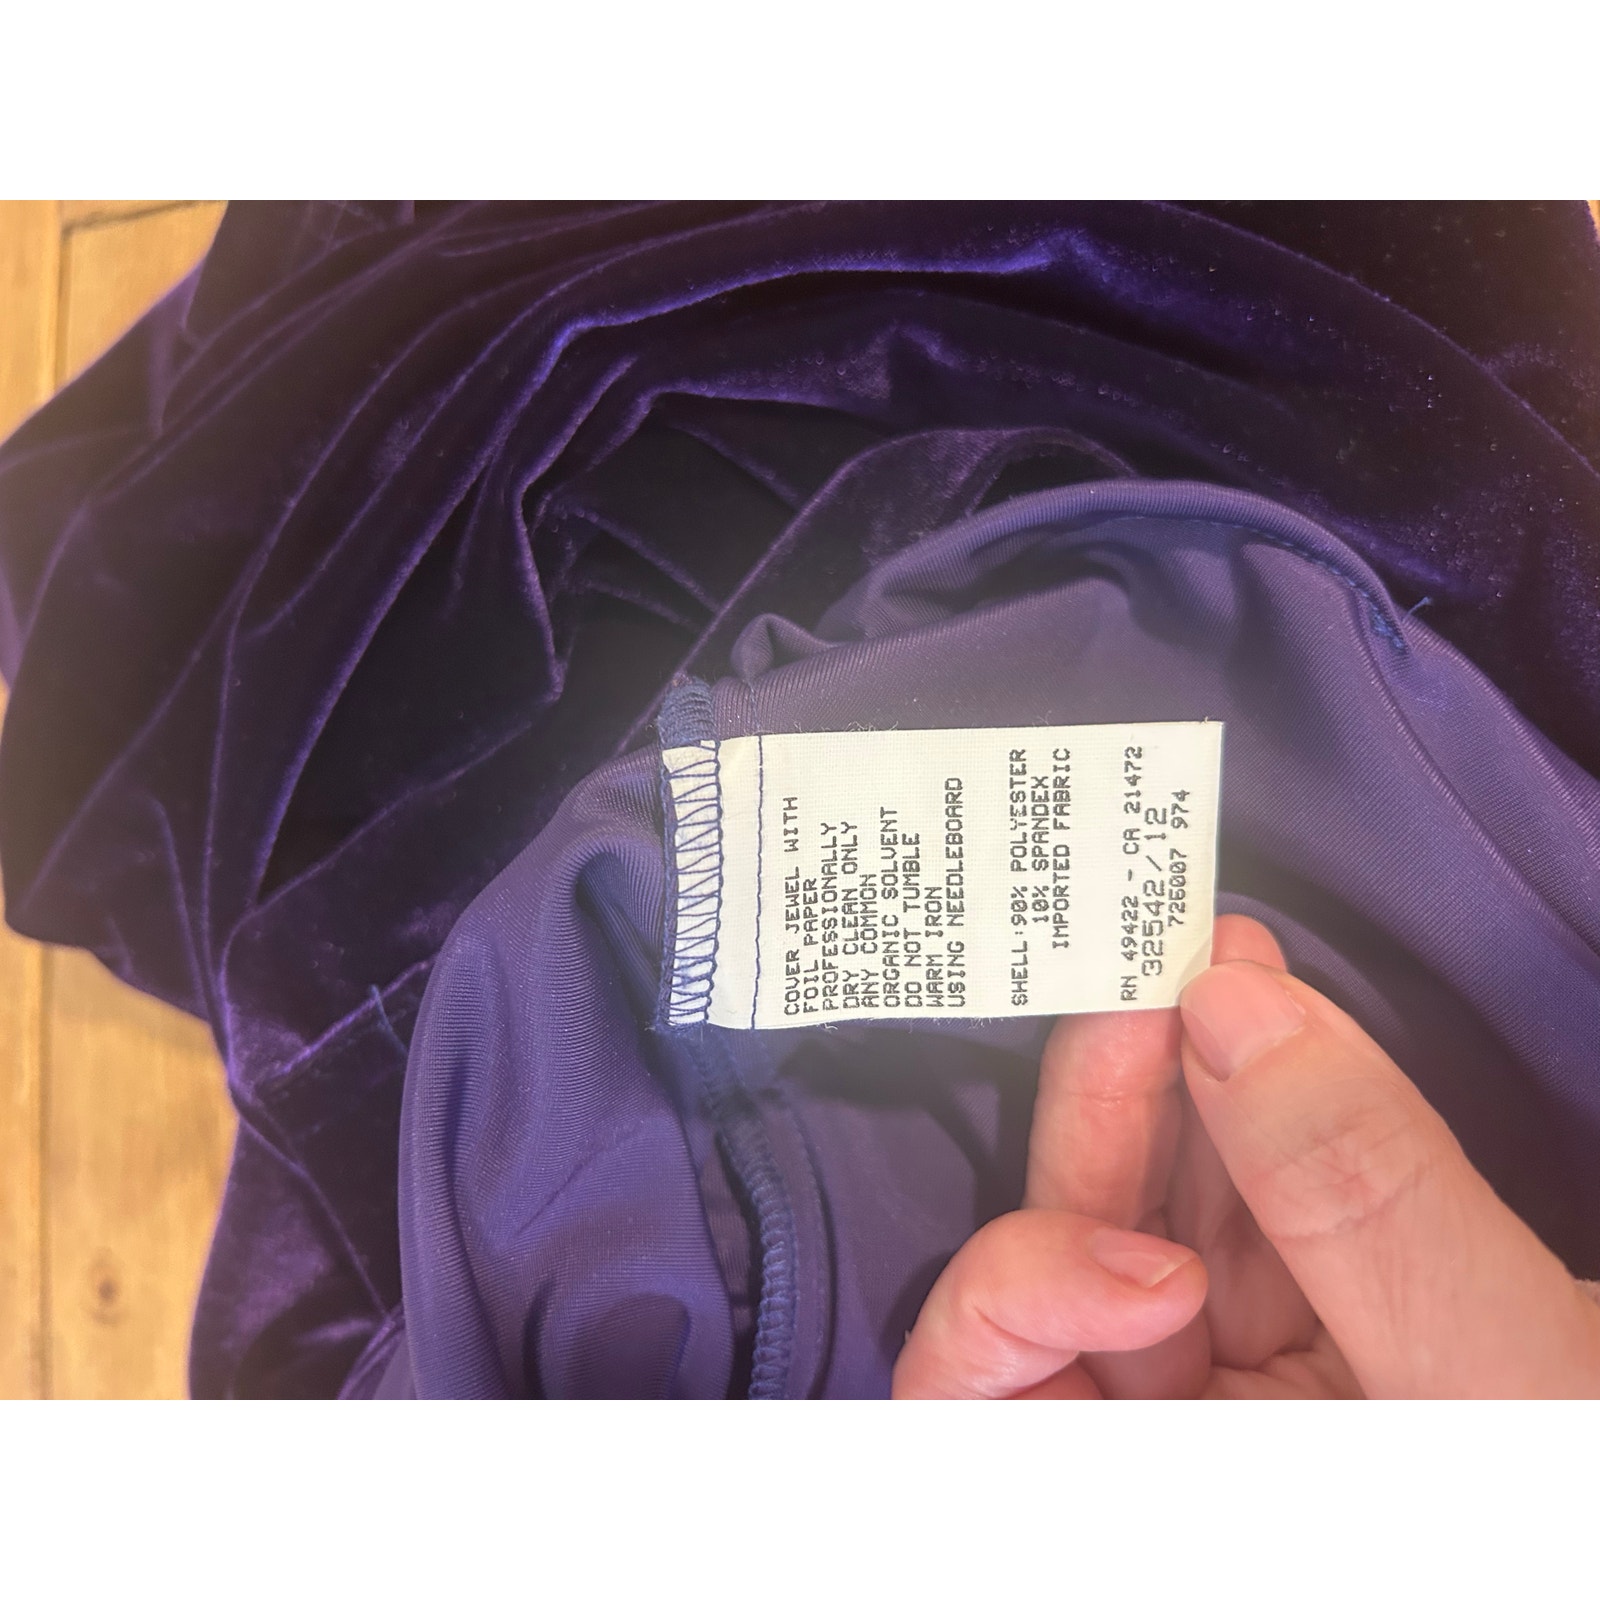 COVER JEWEL WITH
FOIL PAPER
PROFESSIONALLY
DRY CLEAN ONLY
ANY COMMON
ORGANIC SOLVENT
DO NOT TUMBLE
WARM IRON
USING NEEDLEBOARD
SHELL:90% POLYESTER
10% SPANDEX
IMPORTED FABRIC
RN 49422 - CA 21472
32542/12
726007 974